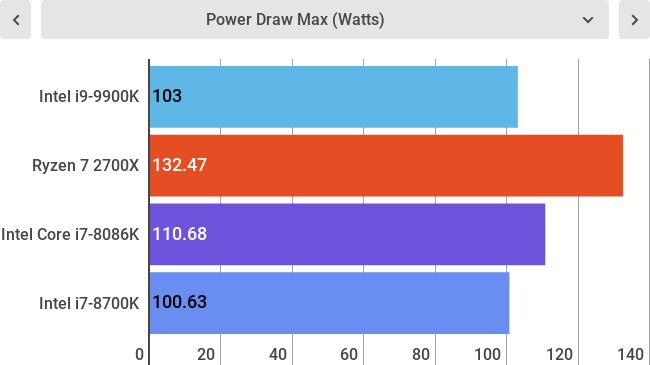 Power Draw Max (Watts)
Intel i9-9900K 103
Ryzen 7 2700X 132.47
Intel Core i7-8086K 110.68
Intel i7-8700K 100.63
0 20 40 60 80 100 120 140